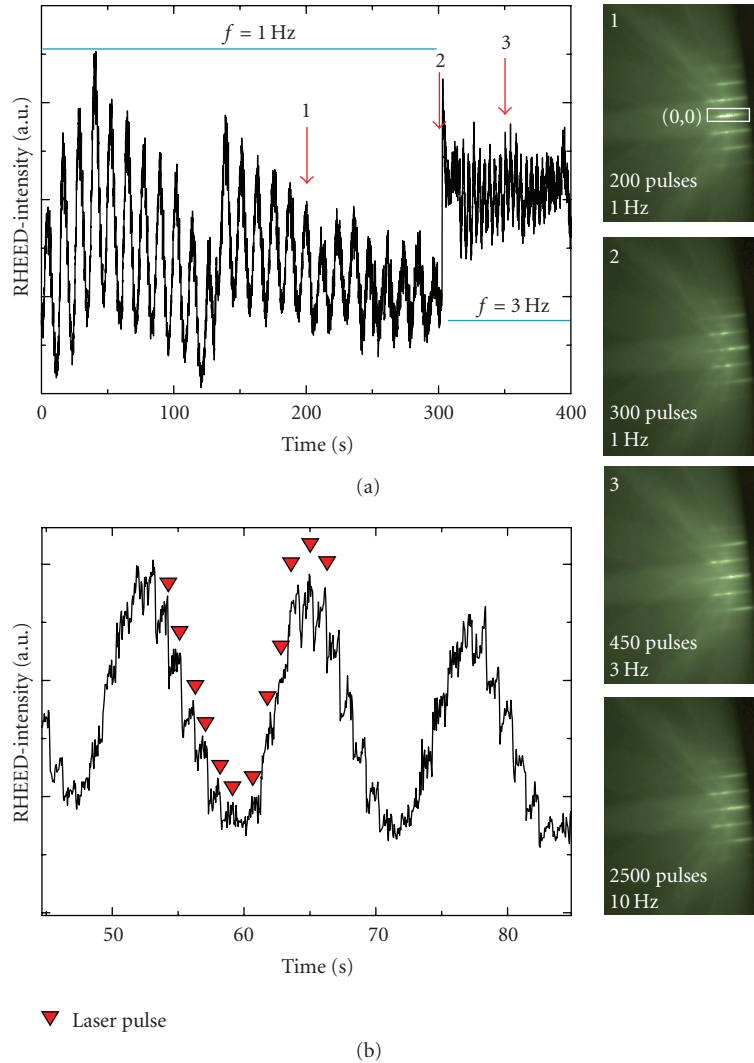 f = 1 Hz
1
2
3
f = 3 Hz
RHEED-intensity (a.u.)
0 100 200 300 400
Time (s)
(a)
RHEED-intensity (a.u.)
50 60 70 80
Time (s)
Laser pulse
(b)
1
(0,0)
200 pulses
1 Hz
2
300 pulses
1 Hz
3
450 pulses
3 Hz
2500 pulses
10 Hz